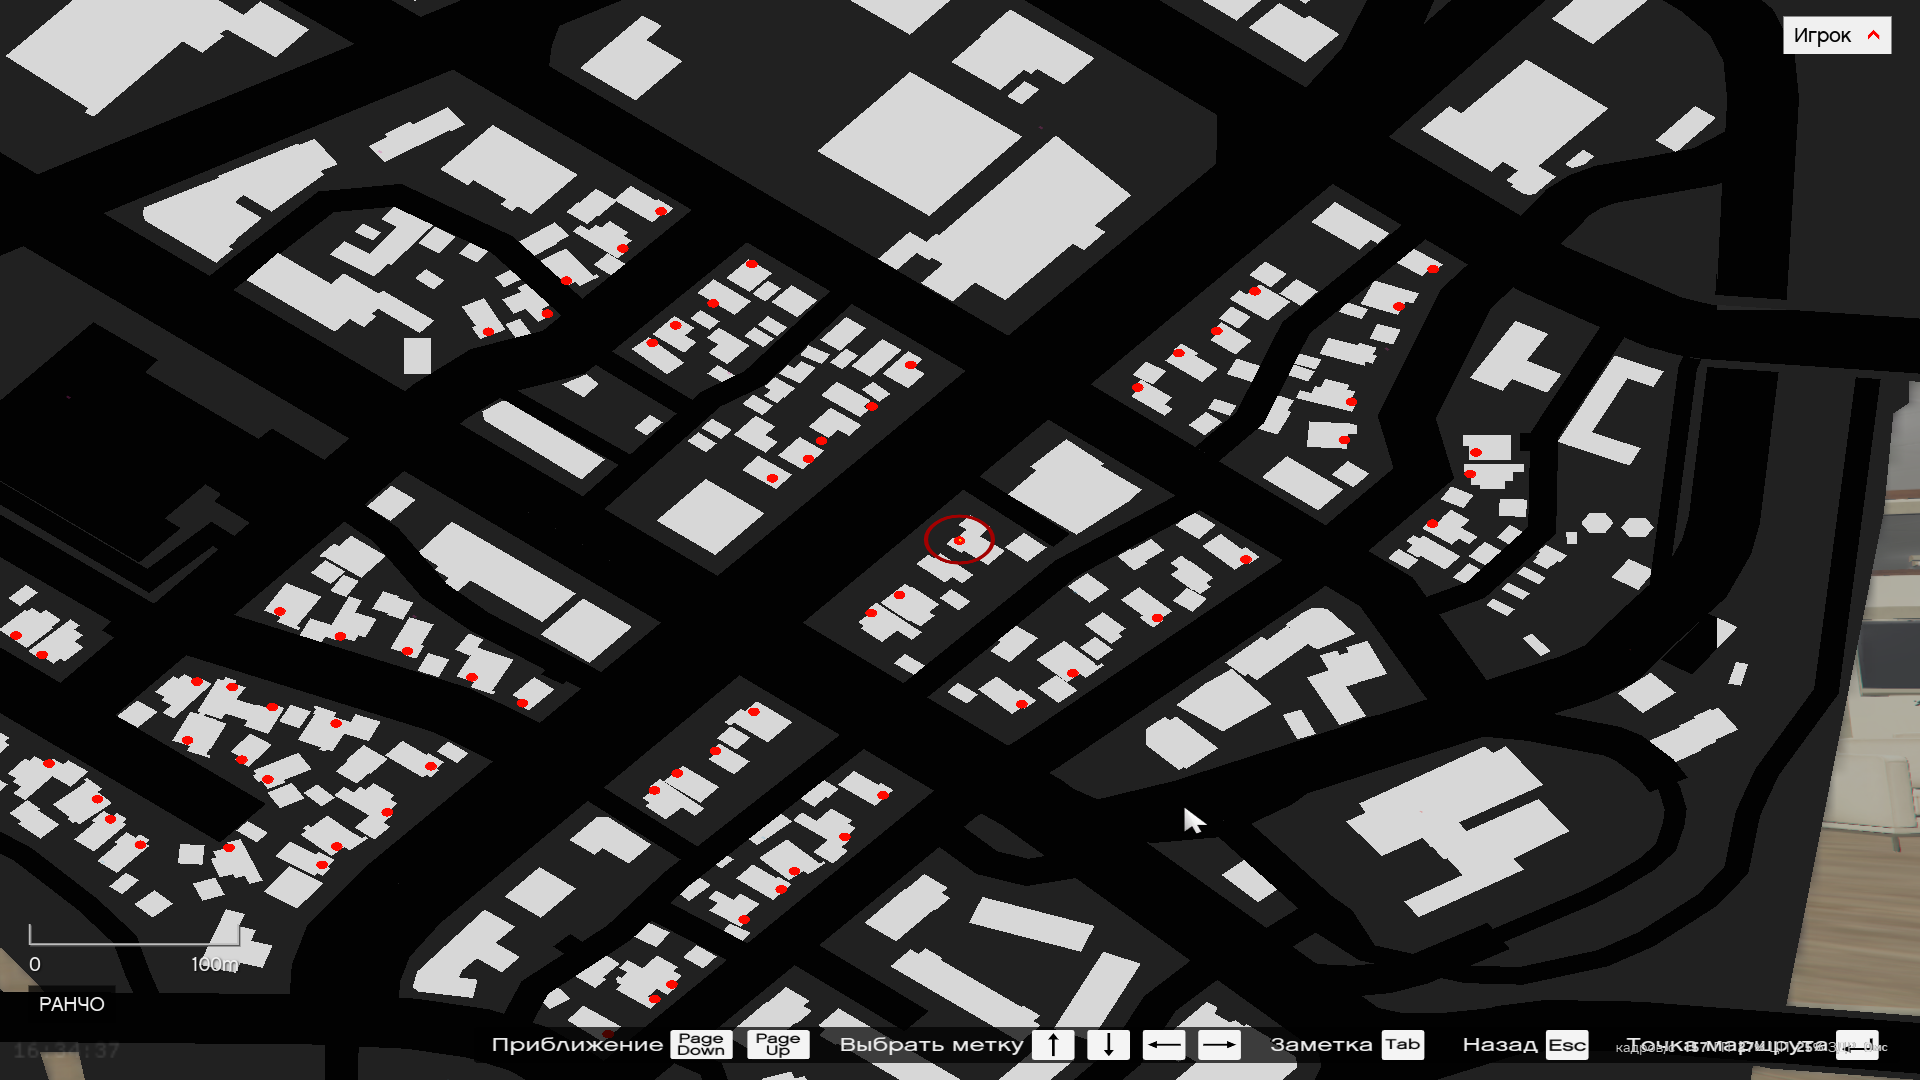 Игрок
0 100m
РАНЧО
16:34:37
Приближение Page Down Page Up Выбрать метку ↑ ↓ ← → Заметка Tab Назад Esc Точка маршрута